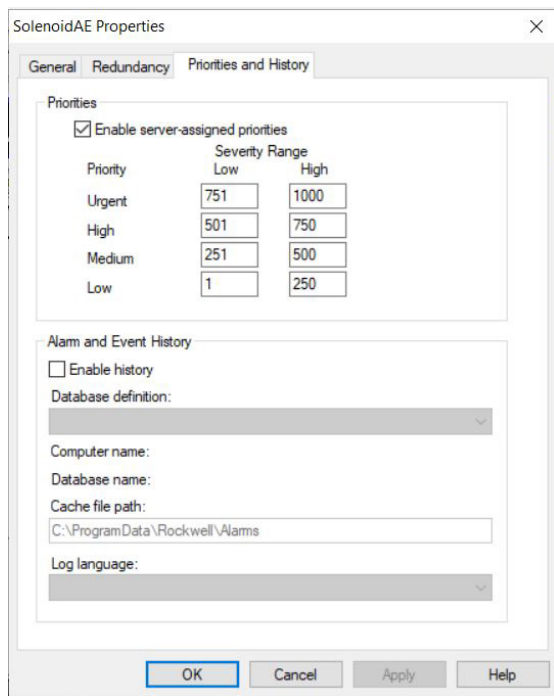 SolenoidAE Properties
General Redundancy Priorities and History
Priorities
Enable server-assigned priorities
Severity Range
Priority Low High
Urgent 751 1000
High 501 750
Medium 251 500
Low 1 250
Alarm and Event History
Enable history
Database definition:
Computer name:
Database name:
Cache file path:
C:\ProgramData\Rockwell\Alarms
Log language:
OK Cancel Apply Help